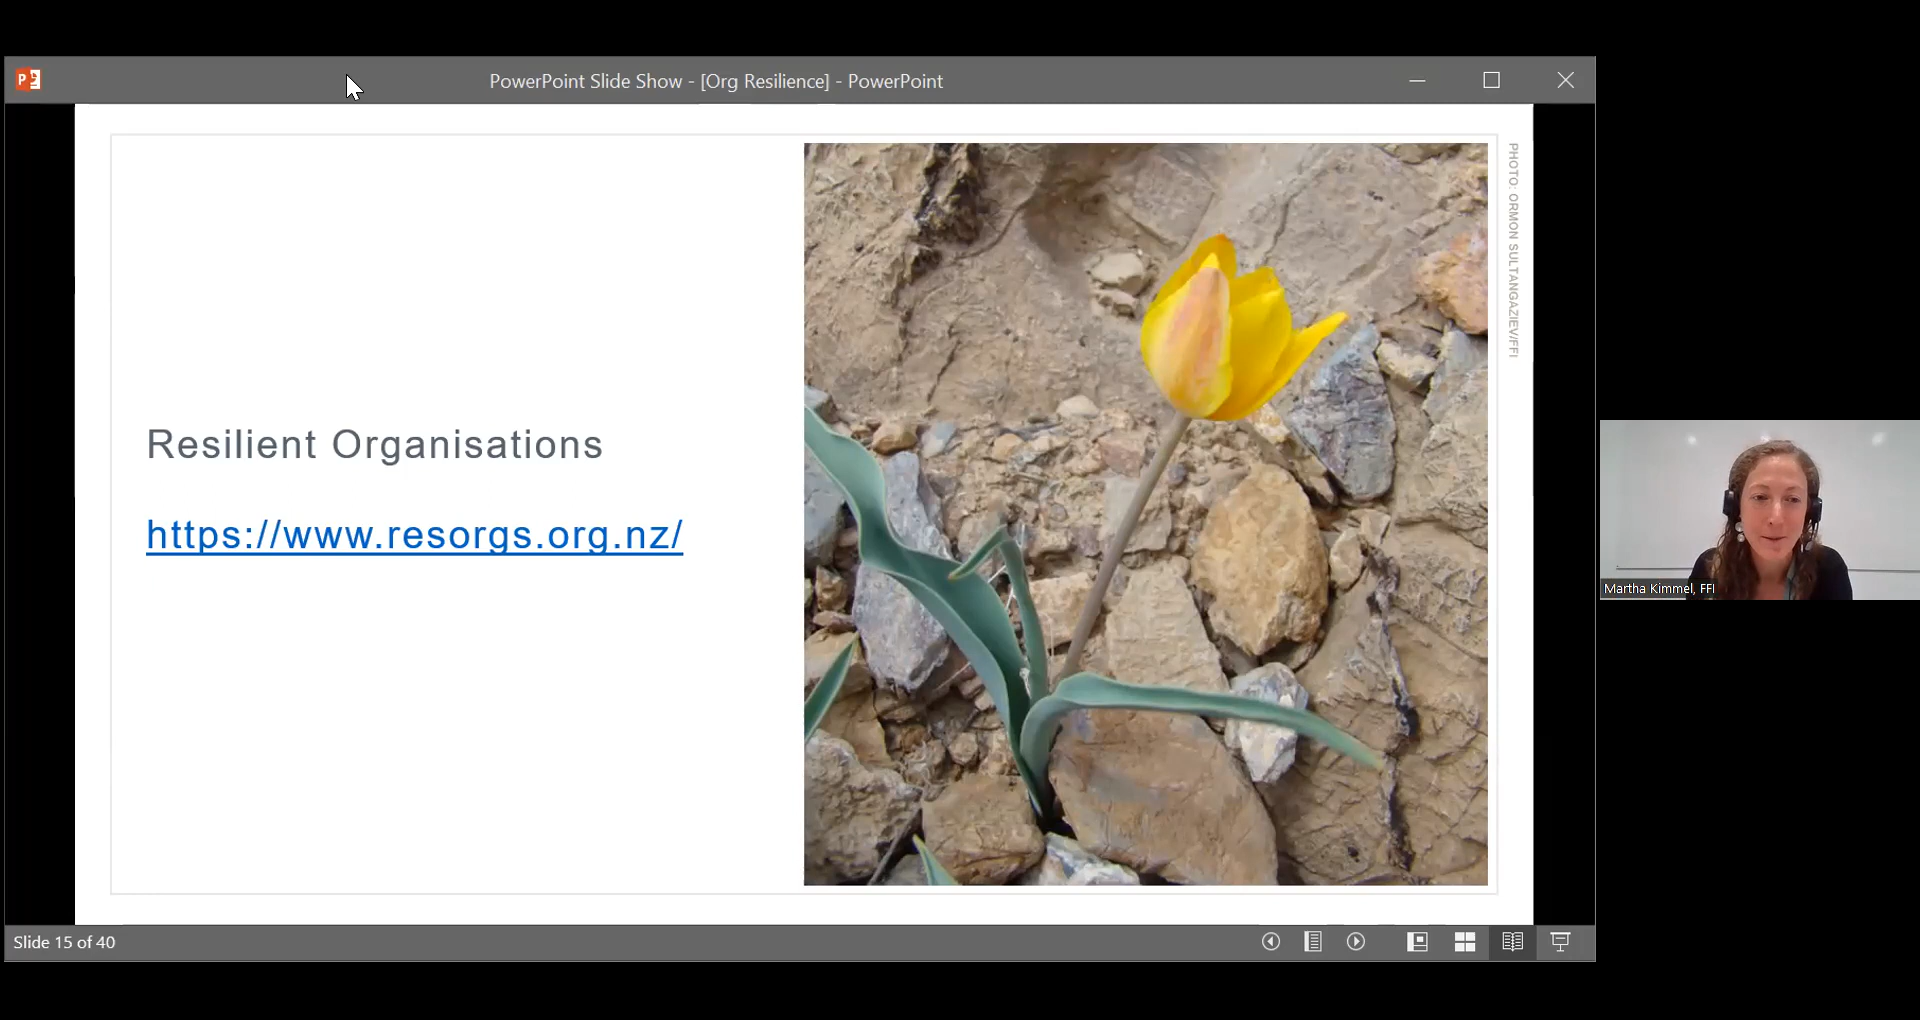 PowerPoint Slide Show - [Org Resilience] - PowerPoint
PHOTO: ORMON SULTANGAZIEV/FFI
Resilient Organisations
https://www.resorgs.org.nz/
Martha Kimmel, FFI
Slide 15 of 40